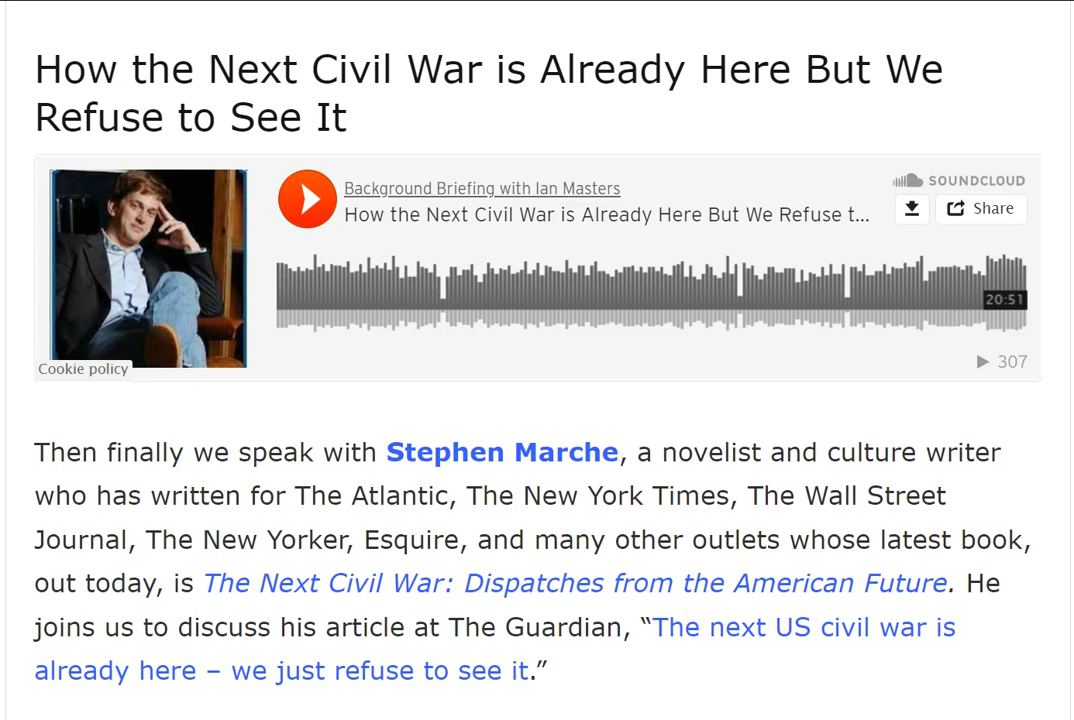 How the Next Civil War is Already Here But We
Refuse to See It
Background Briefing with Ian Masters
SOUNDCLOUD
How the Next Civil War is Already Here But We Refuse t...
Share
20:51
Cookie policy
307
Then finally we speak with Stephen Marche, a novelist and culture writer
who has written for The Atlantic, The New York Times, The Wall Street
Journal, The New Yorker, Esquire, and many other outlets whose latest book,
out today, is The Next Civil War: Dispatches from the American Future. He
joins us to discuss his article at The Guardian, “The next US civil war is
already here – we just refuse to see it.”